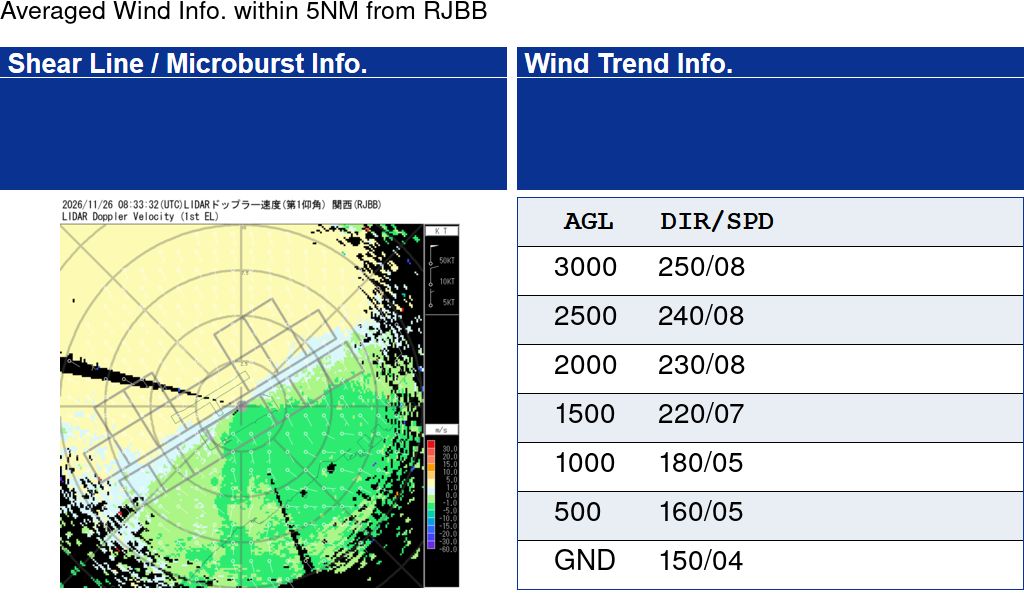 Averaged Wind Info. within 5NM from RJBB
Shear Line / Microburst Info.
Wind Trend Info.
2026/11/26 08:33:32(UTC)LIDARドップラー速度(第1仰角) 関西(RJBB)
LIDAR Doppler Velocity (1st EL)
KT
50KT
10KT
5KT
m/s
30.0
20.0
15.0
10.0
5.0
1.0
0.0
-1.0
-5.0
-10.0
-15.0
-20.0
-30.0
-60.0
AGL DIR/SPD
3000 250/08
2500 240/08
2000 230/08
1500 220/07
1000 180/05
500 160/05
GND 150/04